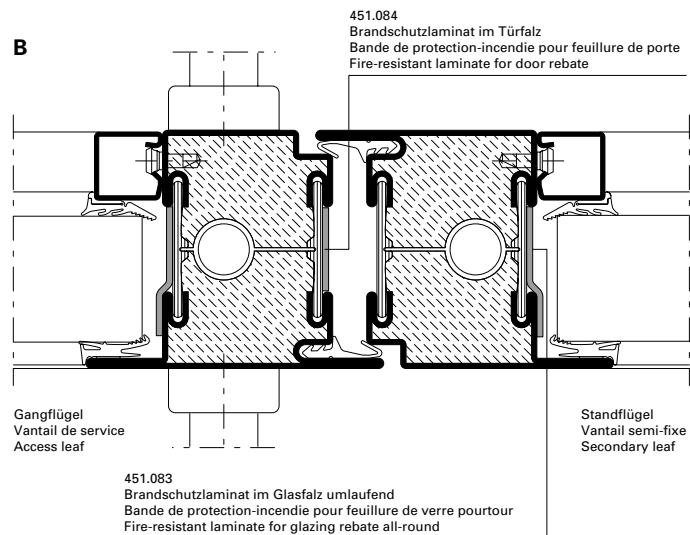 B
451.084
Brandschutzlaminat im Türfalz
Bande de protection-incendie pour feuillure de porte
Fire-resistant laminate for door rebate
Gangflügel
Vantail de service
Access leaf
Standflügel
Vantail semi-fixe
Secondary leaf
451.083
Brandschutzlaminat im Glasfalz umlaufend
Bande de protection-incendie pour feuillure de verre pourtour
Fire-resistant laminate for glazing rebate all-round